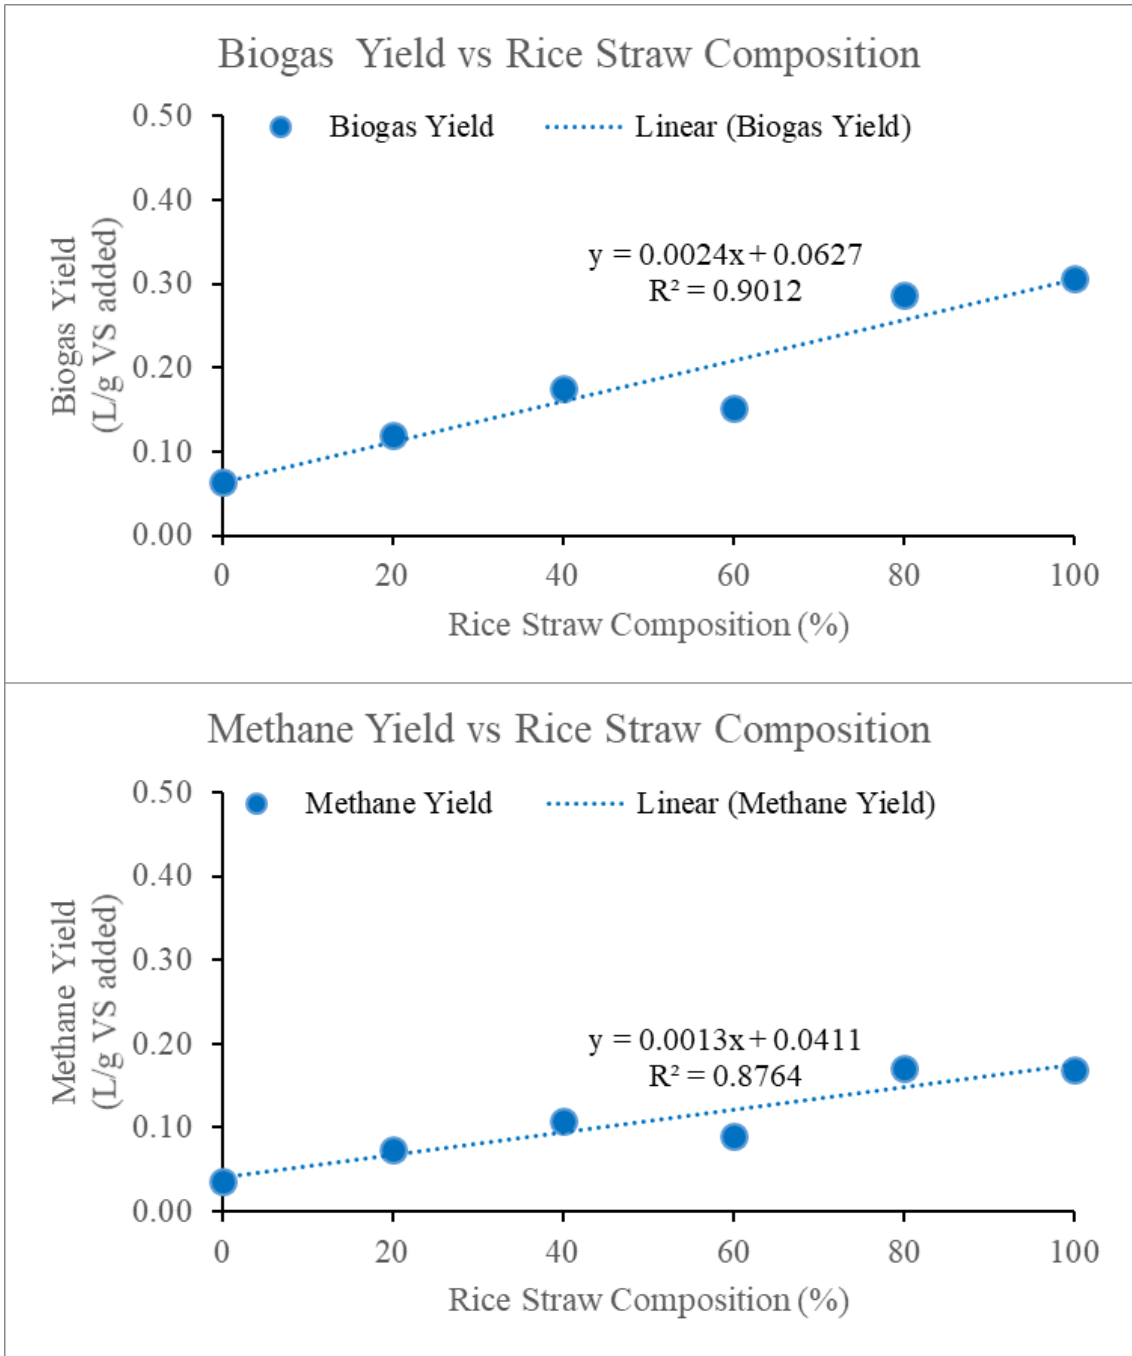 Biogas  Yield vs Rice Straw Composition
0.50
Biogas Yield
Linear (Biogas Yield)
0.40
y = 0.0024x + 0.0627
R² = 0.9012
0.30
0.20
0.10
0.00
Biogas Yield
(L/g VS added)
0 20 40 60 80 100
Rice Straw Composition (%)
Methane Yield vs Rice Straw Composition
0.50
Methane Yield
Linear (Methane Yield)
0.40
0.30
0.20
y = 0.0013x + 0.0411
R² = 0.8764
0.10
0.00
Methane Yield
(L/g VS added)
0 20 40 60 80 100
Rice Straw Composition (%)